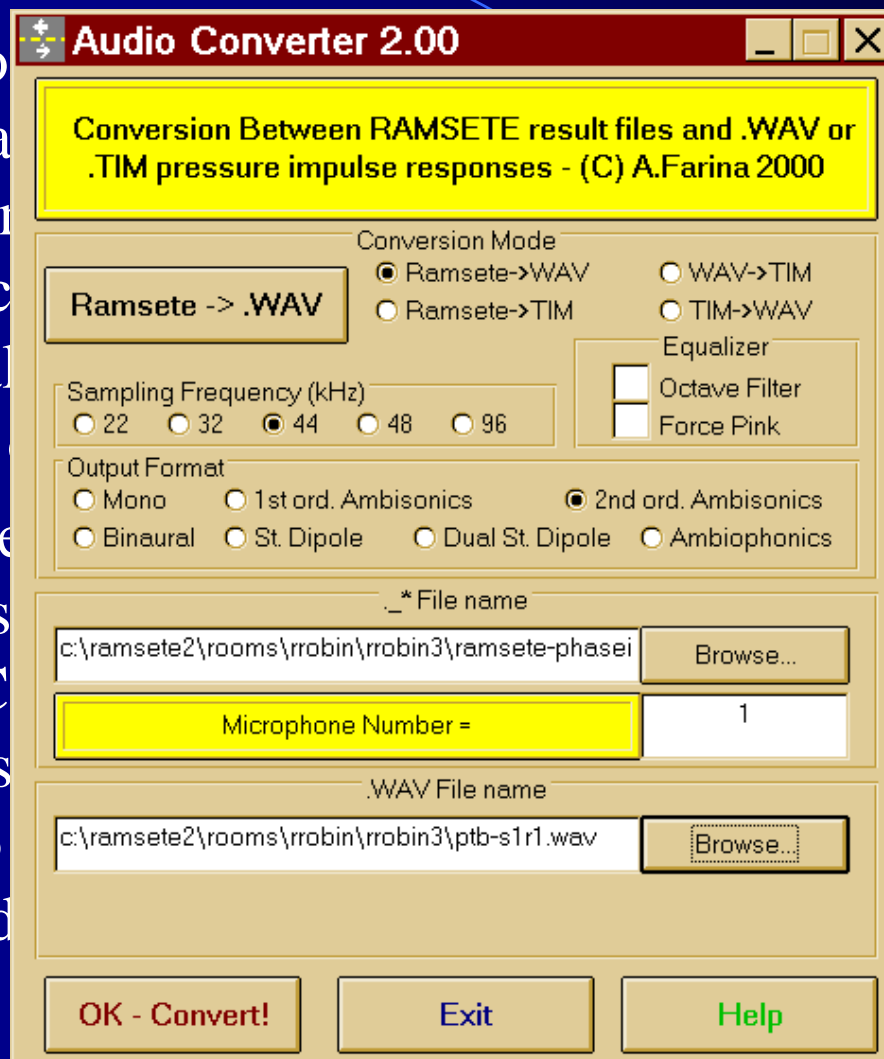 Audio Converter 2.00
Conversion Between RAMSETE result files and .WAV or
.TIM pressure impulse responses - (C) A.Farina 2000
Conversion Mode
Ramsete -> .WAV
Ramsete->WAV WAV->TIM
Ramsete->TIM TIM->WAV
Equalizer
Octave Filter
Force Pink
Sampling Frequency (kHz)
22 32 44 48 96
Output Format
Mono 1st ord. Ambisonics 2nd ord. Ambisonics
Binaural St. Dipole Dual St. Dipole Ambiophonics
._* File name
c:\ramsete2\rooms\rrobin\rrobin3\ramsete-phasei Browse...
Microphone Number = 1
.WAV File name
c:\ramsete2\rooms\rrobin\rrobin3\ptb-s1r1.wav Browse...
OK - Convert! Exit Help